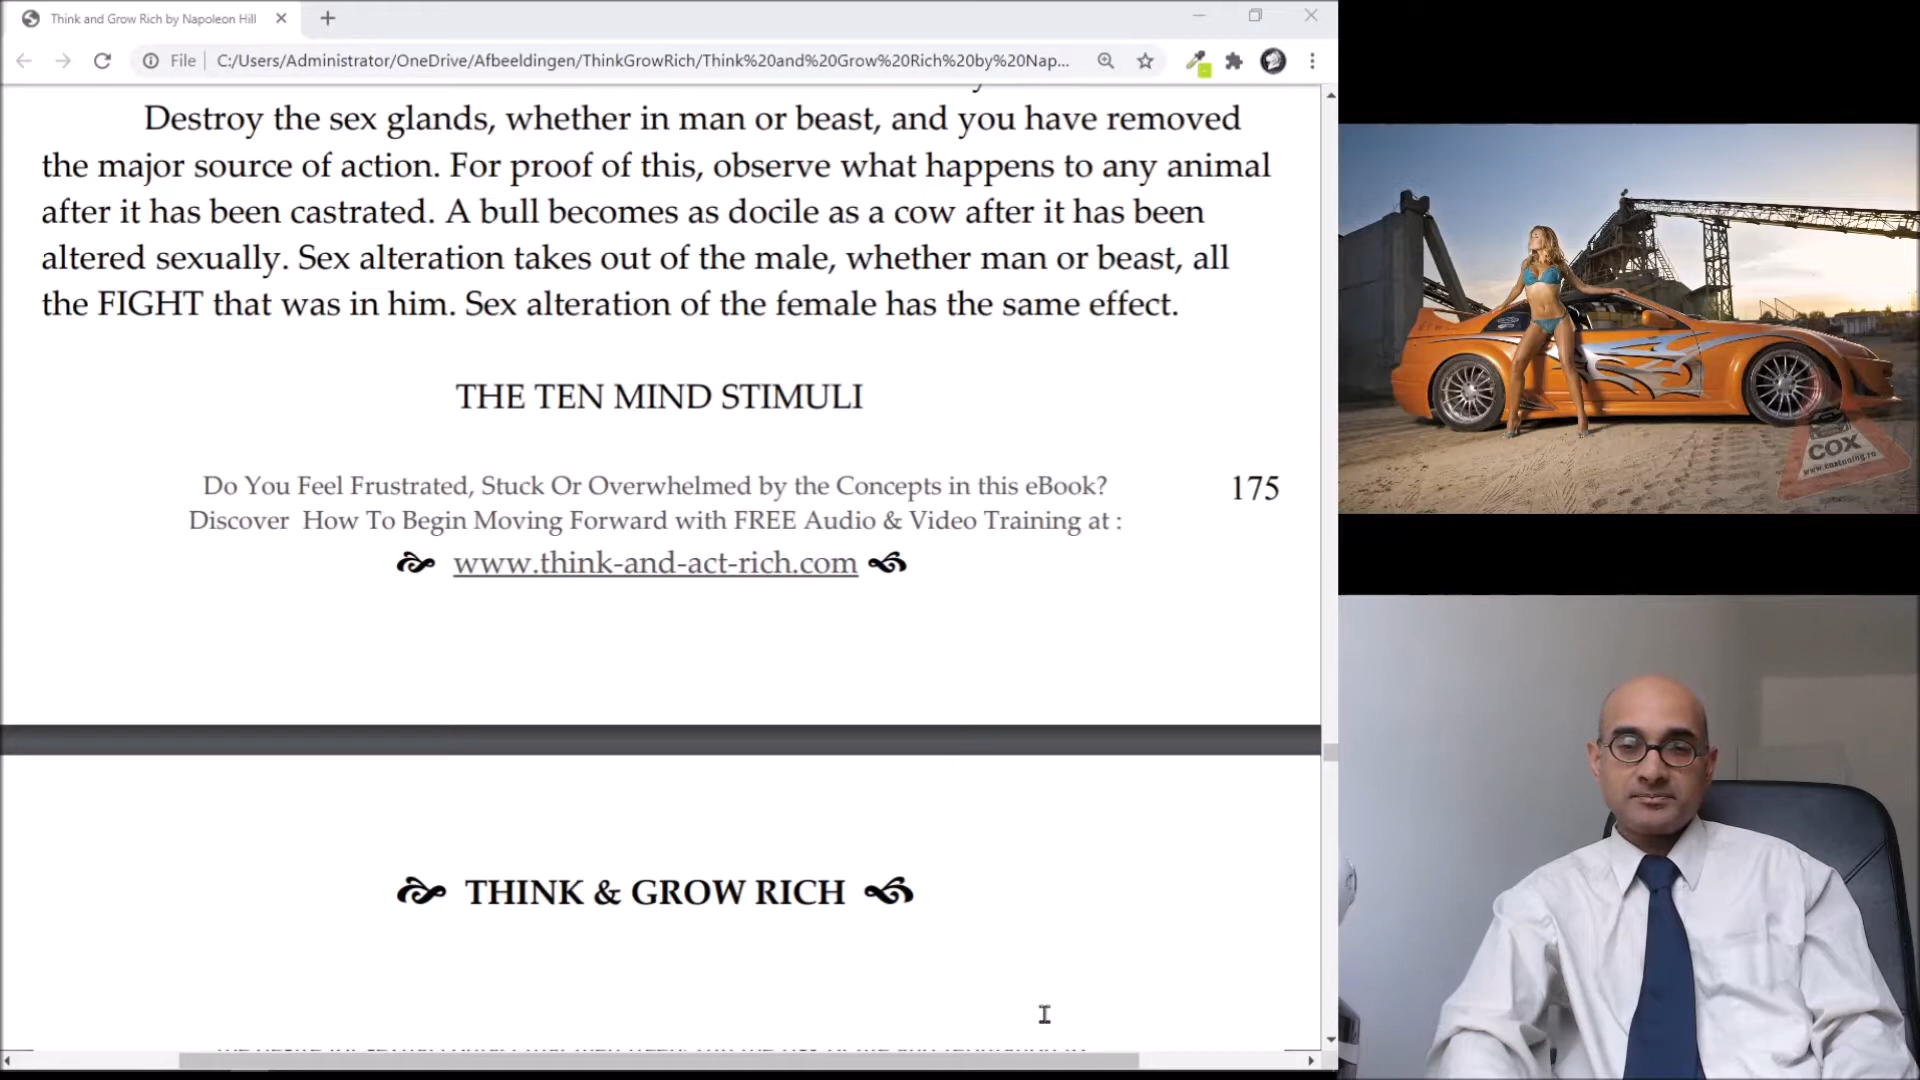 Think and Grow Rich by Napoleon Hill
File
C:/Users/Administrator/OneDrive/Afbeeldingen/ThinkGrowRich/Think%20and%20Grow%20Rich%20by%20Nap...
Destroy the sex glands, whether in man or beast, and you have removed
the major source of action. For proof of this, observe what happens to any animal
after it has been castrated. A bull becomes as docile as a cow after it has been
altered sexually. Sex alteration takes out of the male, whether man or beast, all
the FIGHT that was in him. Sex alteration of the female has the same effect.
THE TEN MIND STIMULI
Do You Feel Frustrated, Stuck Or Overwhelmed by the Concepts in this eBook?
175
Discover How To Begin Moving Forward with FREE Audio & Video Training at :
www.think-and-act-rich.com
THINK & GROW RICH
COX
www.coxtuning.ro